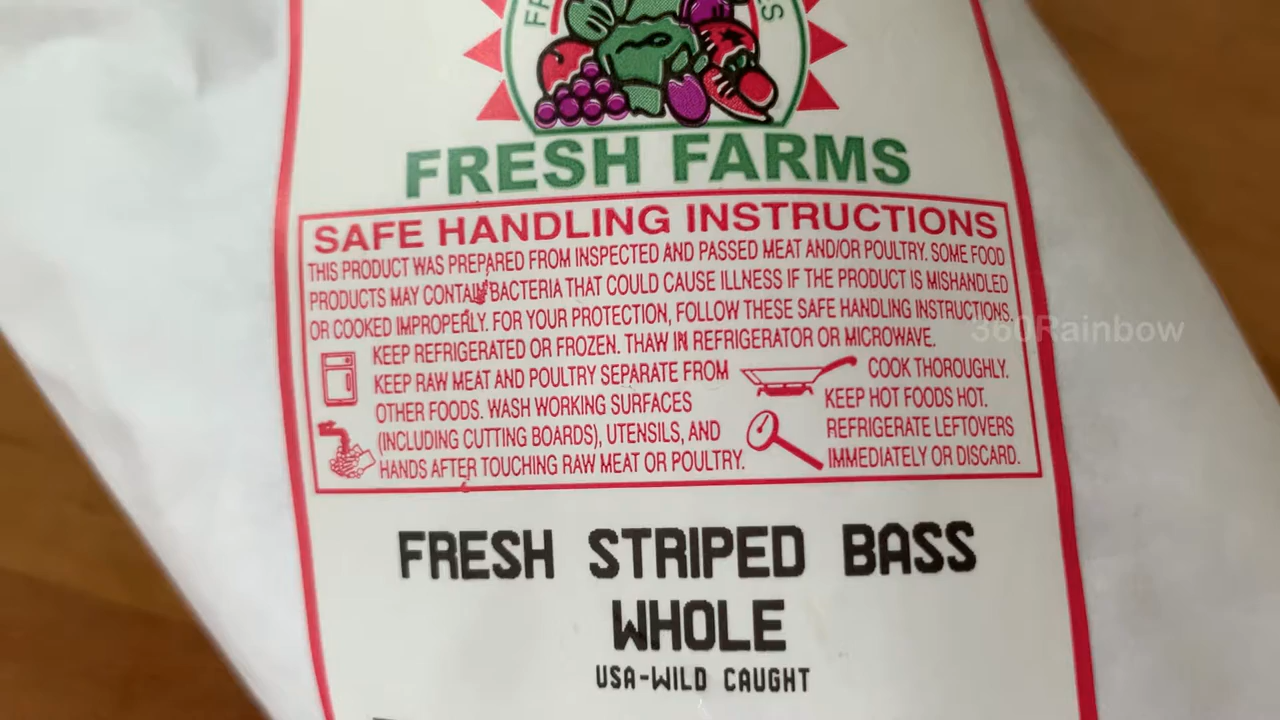 FRESH FARMS
SAFE HANDLING INSTRUCTIONS
THIS PRODUCT WAS PREPARED FROM INSPECTED AND PASSED MEAT AND/OR POULTRY. SOME FOOD
PRODUCTS MAY CONTAIN BACTERIA THAT COULD CAUSE ILLNESS IF THE PRODUCT IS MISHANDLED
OR COOKED IMPROPERLY. FOR YOUR PROTECTION, FOLLOW THESE SAFE HANDLING INSTRUCTIONS.
360Rainbow
KEEP REFRIGERATED OR FROZEN. THAW IN REFRIGERATOR OR MICROWAVE.
KEEP RAW MEAT AND POULTRY SEPARATE FROM
OTHER FOODS. WASH WORKING SURFACES
(INCLUDING CUTTING BOARDS), UTENSILS, AND
HANDS AFTER TOUCHING RAW MEAT OR POULTRY.
COOK THOROUGHLY.
KEEP HOT FOODS HOT.
REFRIGERATE LEFTOVERS
IMMEDIATELY OR DISCARD.
FRESH STRIPED BASS
WHOLE
USA-WILD CAUGHT